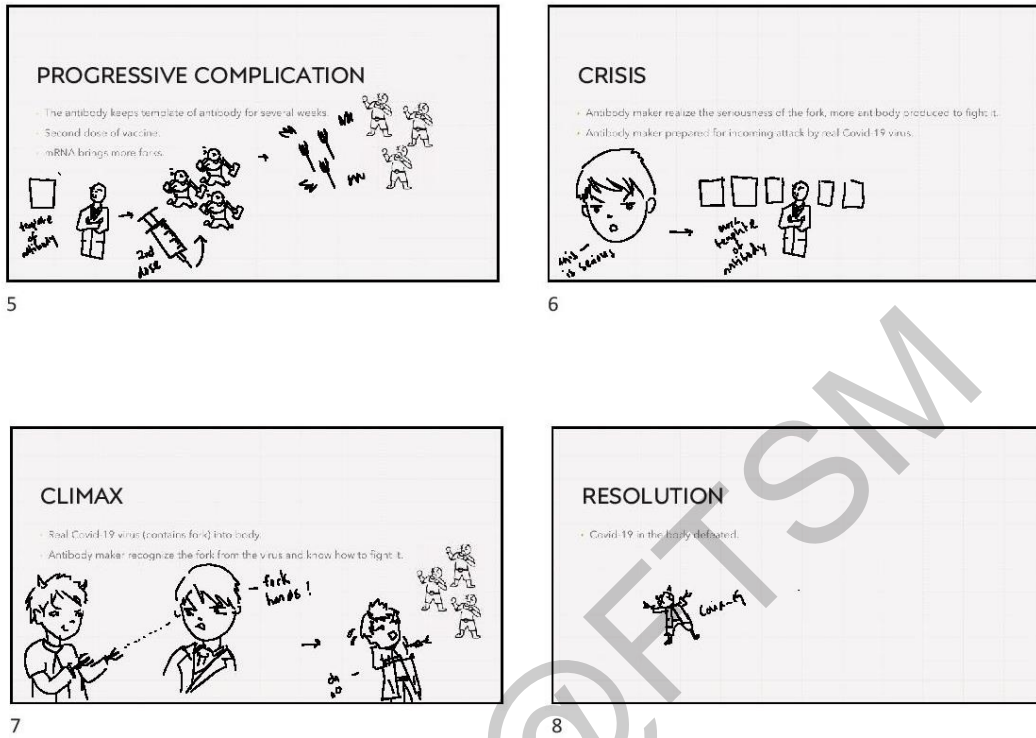 PROGRESSIVE COMPLICATION
The antibody keeps template of antibody for several weeks.
Second dose of vaccine.
mRNA brings more forks.
template
of
antibody
2nd
dose
5
CRISIS
Antibody maker realize the seriousness of the fork, more antibody produced to fight it.
Antibody maker prepared for incoming attack by real Covid-19 virus.
this
is serious
more
template
of
antibody
6
CLIMAX
Real Covid-19 virus (contains fork) into body.
Antibody maker recognize the fork from the virus and know how to fight it.
fork
hands!
oh
no
7
RESOLUTION
Covid-19 in the body defeated.
Covid-19
8
@FTSM